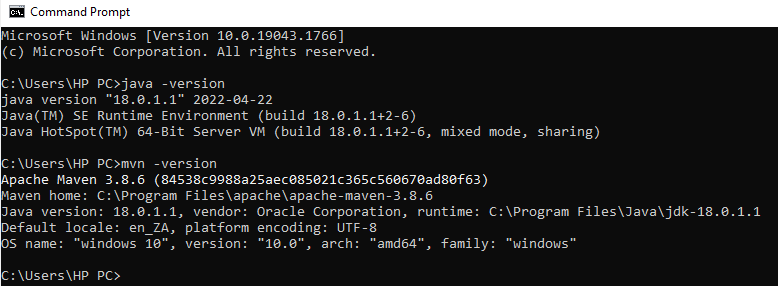 Command Prompt
Microsoft Windows [Version 10.0.19043.1766]
(c) Microsoft Corporation. All rights reserved.
C:\Users\HP PC>java -version
java version "18.0.1.1" 2022-04-22
Java(TM) SE Runtime Environment (build 18.0.1.1+2-6)
Java HotSpot(TM) 64-Bit Server VM (build 18.0.1.1+2-6, mixed mode, sharing)
C:\Users\HP PC>mvn -version
Apache Maven 3.8.6 (84538c9988a25aec085021c365c560670ad80f63)
Maven home: C:\Program Files\apache\apache-maven-3.8.6
Java version: 18.0.1.1, vendor: Oracle Corporation, runtime: C:\Program Files\Java\jdk-18.0.1.1
Default locale: en_ZA, platform encoding: UTF-8
OS name: "windows 10", version: "10.0", arch: "amd64", family: "windows"
C:\Users\HP PC>